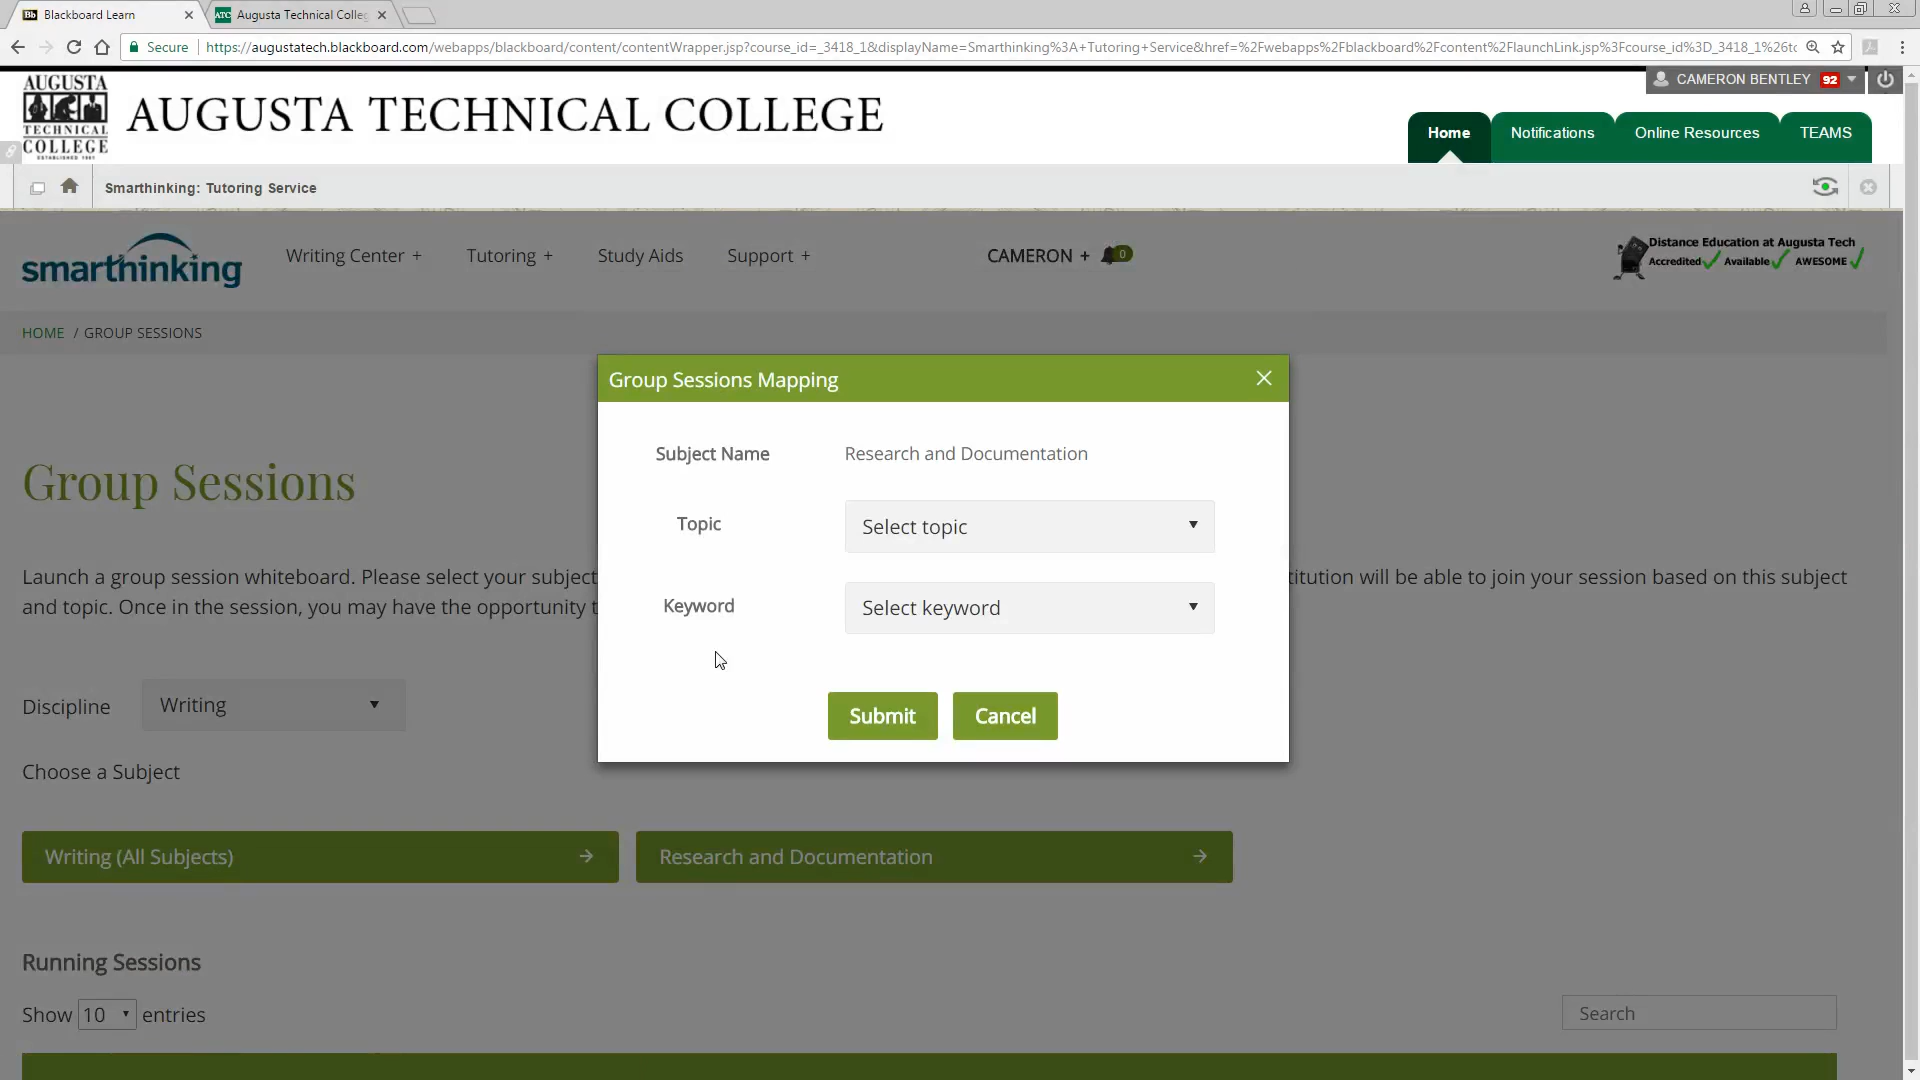 Blackboard Learn
Augusta Technical Colleg
Secure
https://augustatech.blackboard.com/webapps/blackboard/content/contentWrapper.jsp?course_id=_3418_1&displayName=Smarthinking%3A+Tutoring+Service&href=%2Fwebapps%2Fblackboard%2Fcontent%2FlaunchLink.jsp%3Fcourse_id%3D_3418_1%26to
AUGUSTA
TECHNICAL
COLLEGE
AUGUSTA TECHNICAL COLLEGE
CAMERON BENTLEY 92
Home
Notifications
Online Resources
TEAMS
Smarthinking: Tutoring Service
smarthinking
Writing Center +
Tutoring +
Study Aids
Support +
CAMERON + 0
Distance Education at Augusta Tech
Accredited Available AWESOME
HOME / GROUP SESSIONS
Group Sessions Mapping
Subject Name
Research and Documentation
Topic
Select topic
Keyword
Select keyword
Submit
Cancel
Group Sessions
Launch a group session whiteboard. Please select your subject
titution will be able to join your session based on this subject
and topic. Once in the session, you may have the opportunity t
Discipline
Writing
Choose a Subject
Writing (All Subjects)
Research and Documentation
Running Sessions
Show 10 entries
Search